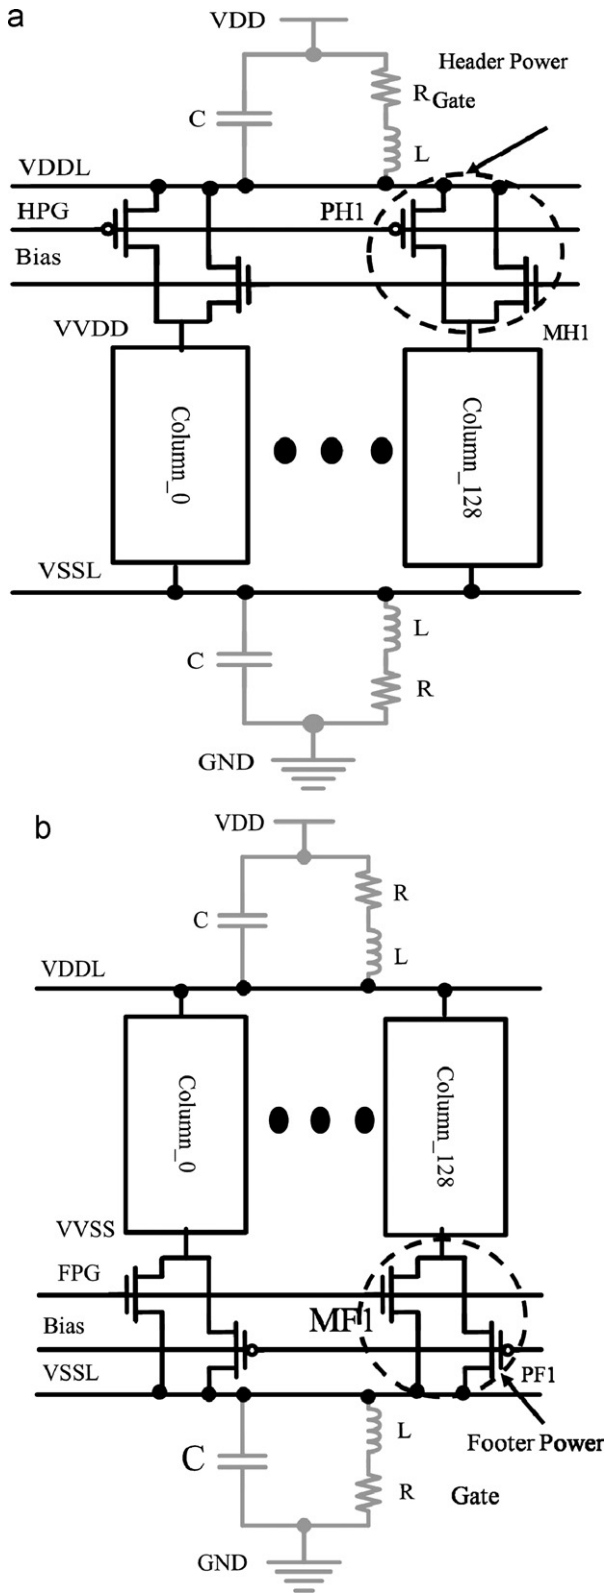 a
VDD
Header Power
R Gate
C
L
VDDL
HPG
PH1
Bias
VVDD
MH1
Column_0
Column_128
VSSL
L
C
R
GND
b
VDD
R
C
L
VDDL
Column_0
Column_128
VVSS
FPG
MF1
Bias
VSSL
PF1
L
Footer Power
C
R
Gate
GND